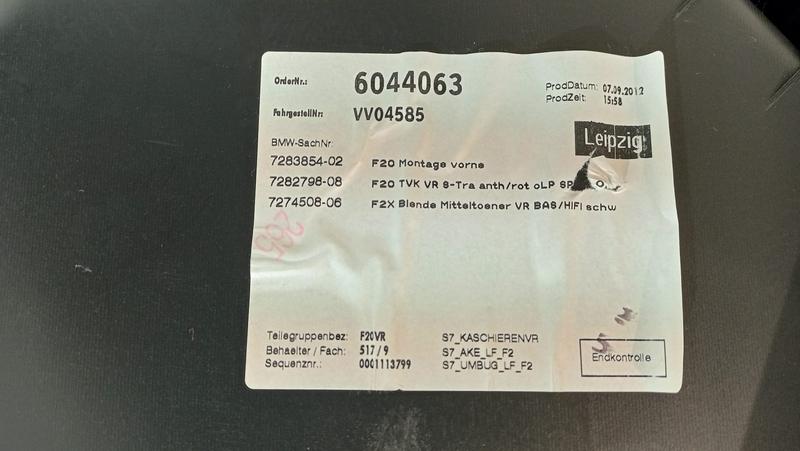 OrderNr.: 6044063
ProdDatum: 07.09.2012
ProdZeit: 15:58
FahrgestellNr: VV04585
Leipzig
BMW-SachNr:
7283854-02 F20 Montage vorne
7282798-08 F20 TVK VR S-Tra anth/rot oLP
7274508-06 F2X Blende Mitteltoener VR BAS/HIFI schw
266
Teilegruppenbez: F20VR S7_KASCHIERENVR
Behaelter / Fach: 517 / 9 S7_AKE_LF_F2
Sequenznr.: 0001113799 S7_UMBUG_LF_F2
Endkontrolle